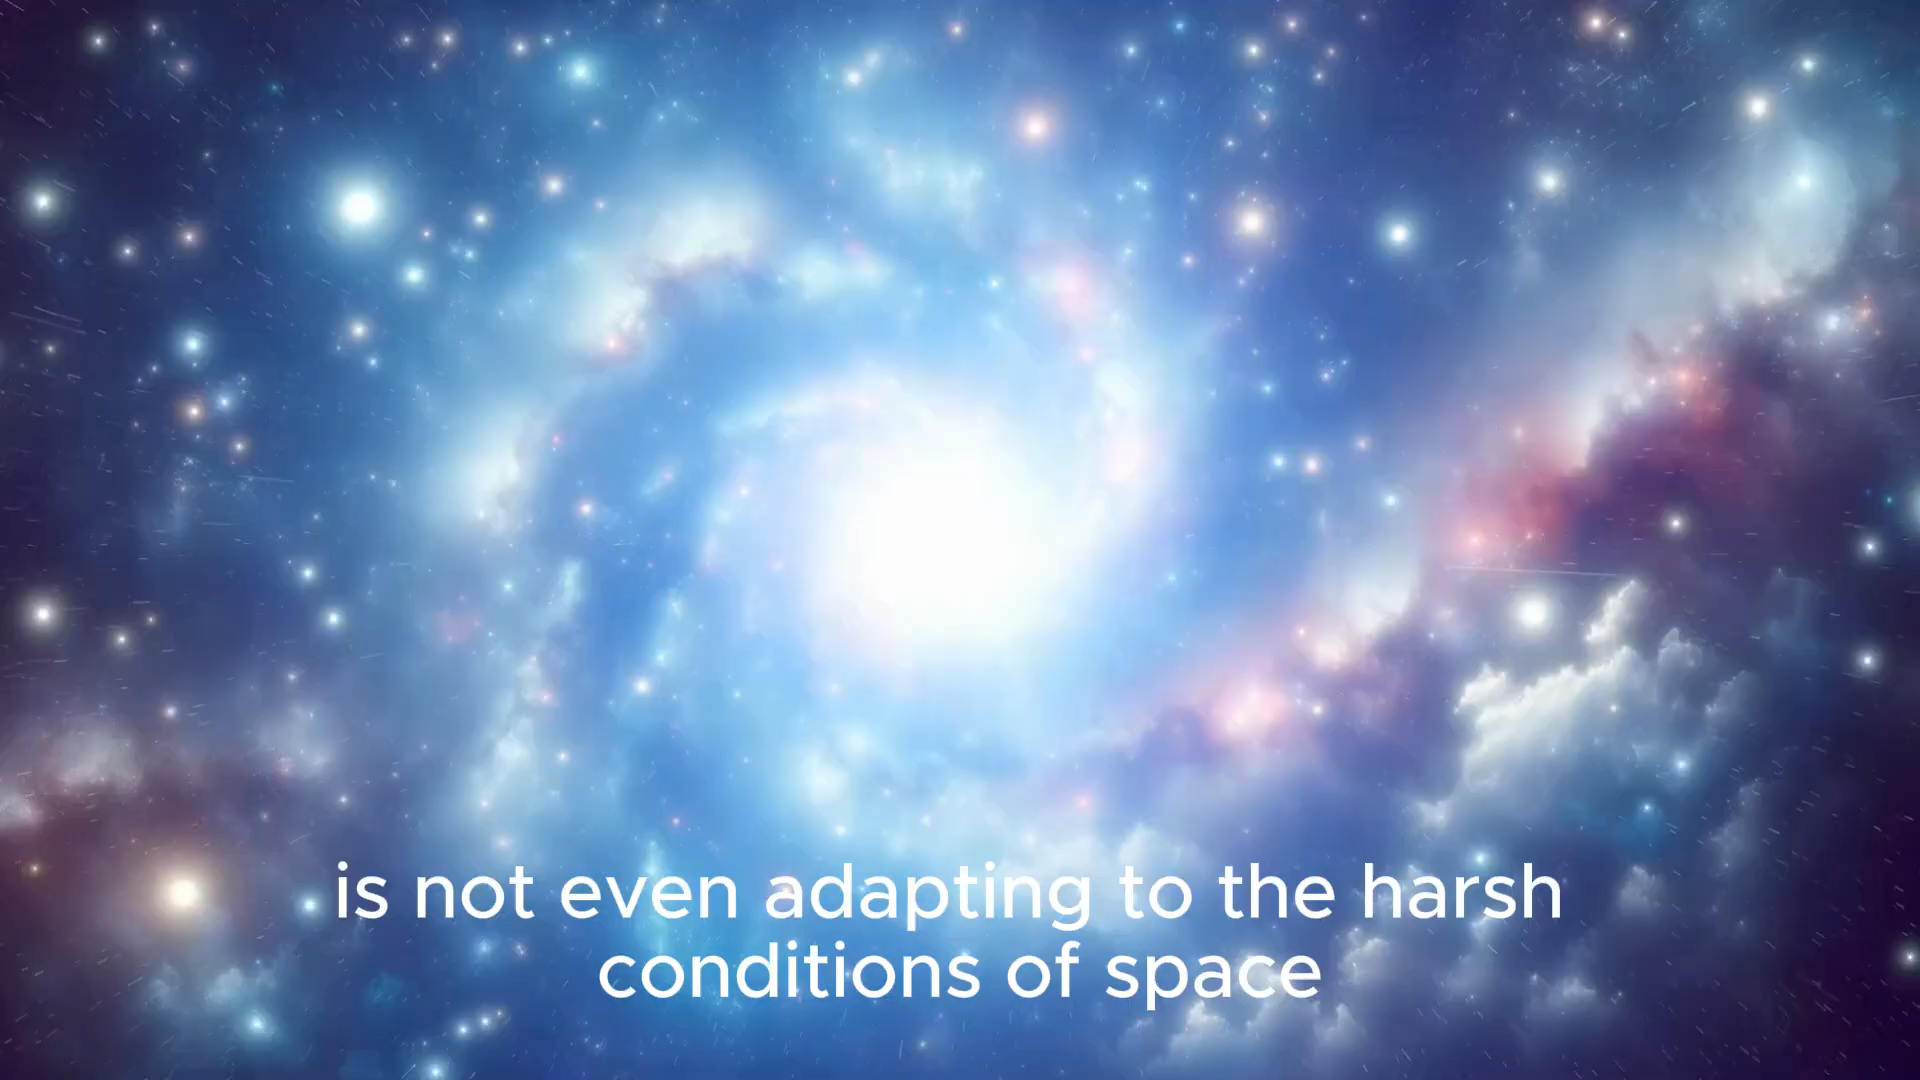 is not even adapting to the harsh
conditions of space